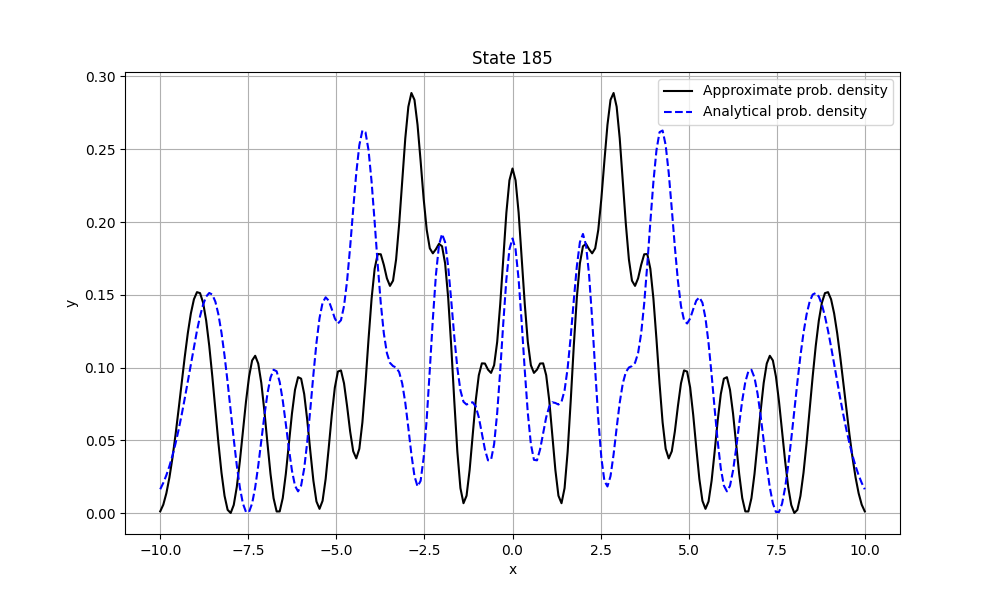 State 185
Approximate prob. density
Analytical prob. density
0.30
0.25
0.20
0.15
0.10
0.05
0.00
y
−10.0 −7.5 −5.0 −2.5 0.0 2.5 5.0 7.5 10.0
x